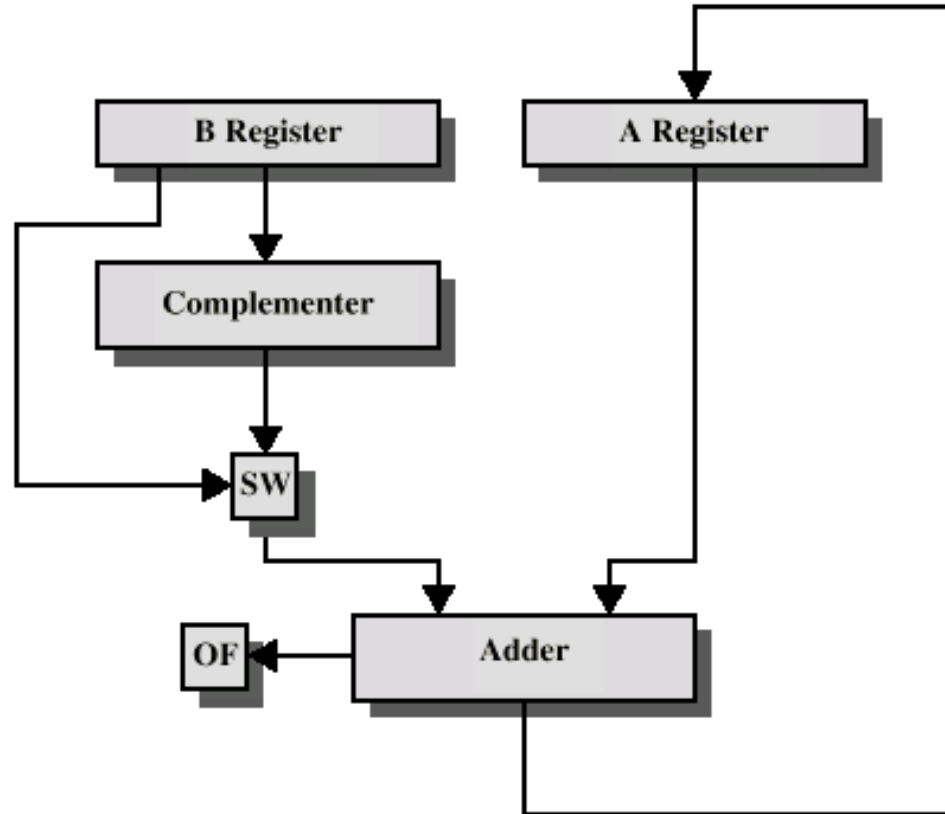 B Register
A Register
Complementer
SW
OF
Adder